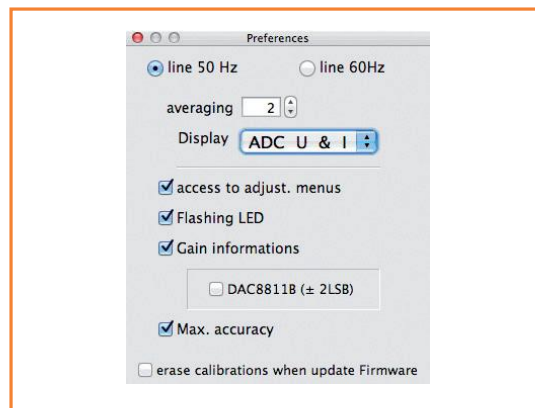 Preferences
line 50 Hz line 60Hz
averaging 2
Display ADC U & I
access to adjust. menus
Flashing LED
Gain informations
DAC8811B (± 2LSB)
Max. accuracy
erase calibrations when update Firmware